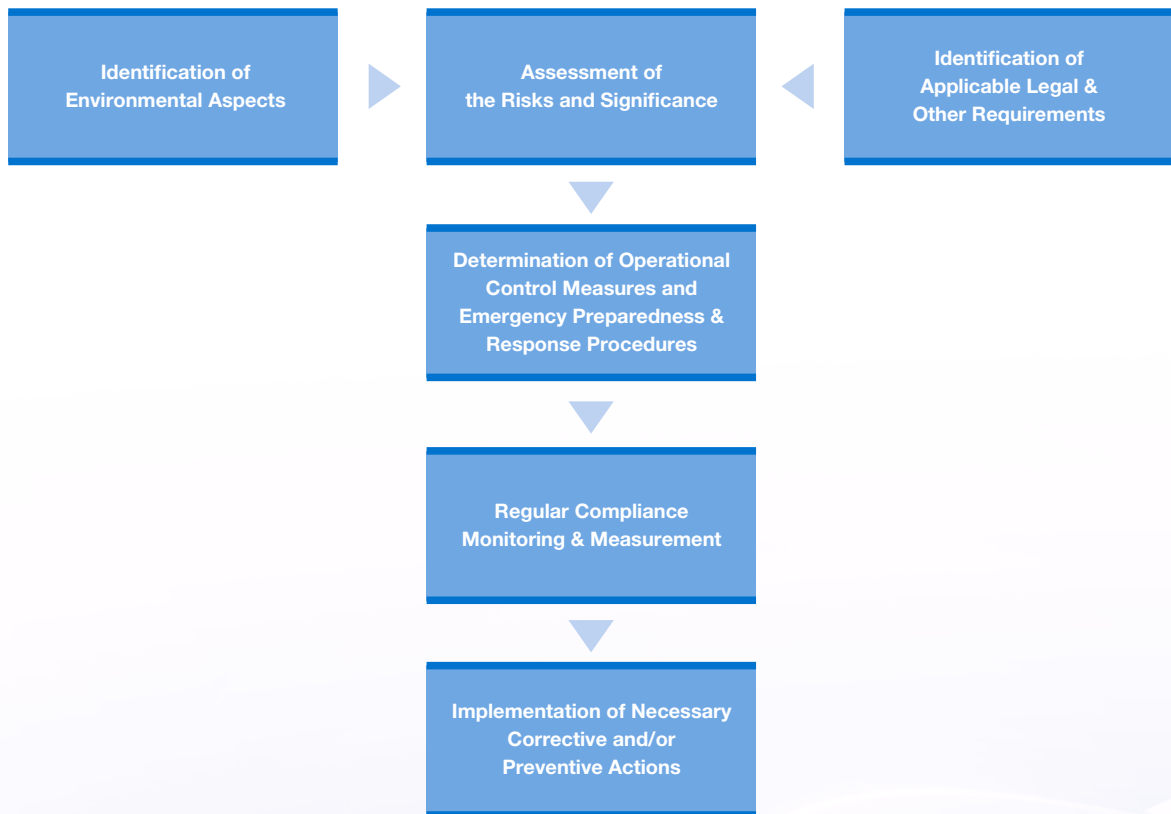 Identification of
Environmental Aspects
Assessment of
the Risks and Significance
Identification of
Applicable Legal &
Other Requirements
Determination of Operational
Control Measures and
Emergency Preparedness &
Response Procedures
Regular Compliance
Monitoring & Measurement
Implementation of Necessary
Corrective and/or
Preventive Actions